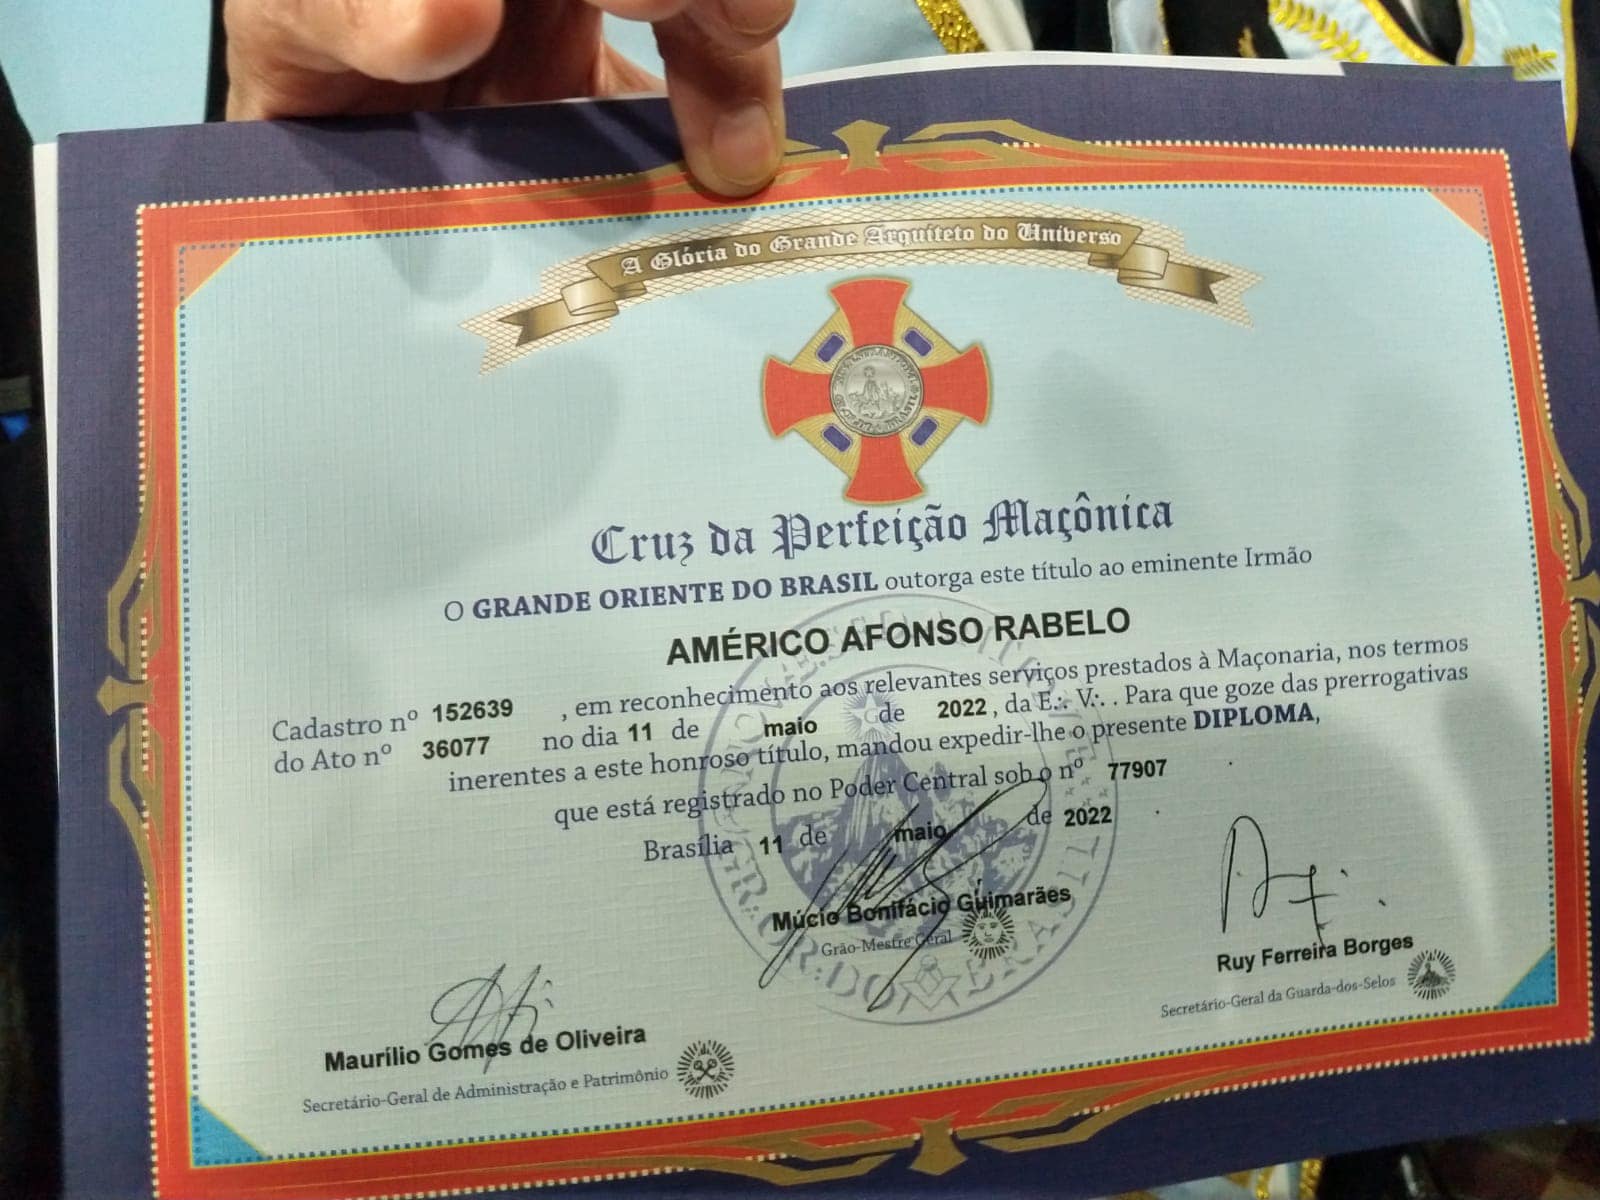 A Glória do Grande Arquiteto do Universo
Cruz da Perfeição Maçônica
O GRANDE ORIENTE DO BRASIL outorga este título ao eminente Irmão
AMÉRICO AFONSO RABELO
Cadastro nº 152639 , em reconhecimento aos relevantes serviços prestados à Maçonaria, nos termos
do Ato nº 36077 no dia 11 de maio de 2022 , da E∴ V∴ . Para que goze das prerrogativas
inerentes a este honroso título, mandou expedir-lhe o presente DIPLOMA,
que está registrado no Poder Central sob o nº 77907
Brasília 11 de maio de 2022
Múcio Bonifácio Guimarães
Grão-Mestre Geral
Ruy Ferreira Borges
Secretário-Geral da Guarda-dos-Selos
Maurílio Gomes de Oliveira
Secretário-Geral de Administração e Patrimônio